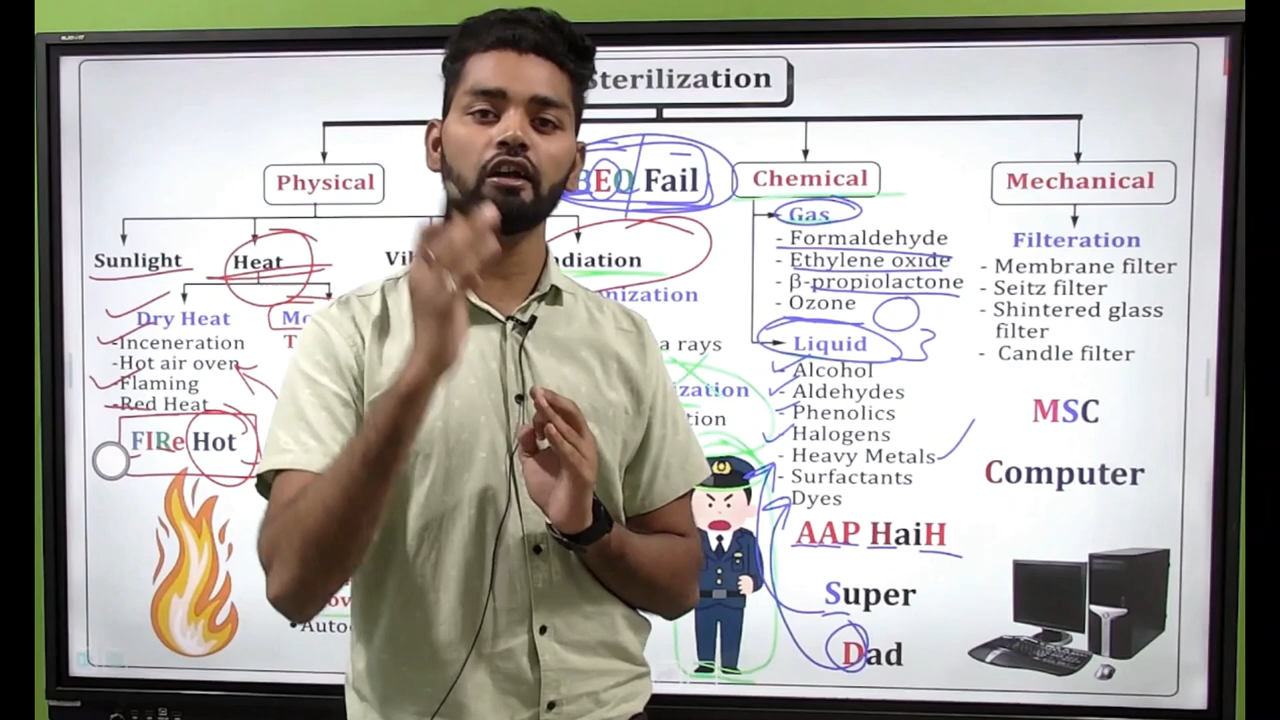 Sterilization
Physical
BEO Fail
Chemical
Mechanical
Sunlight
Heat
Dry Heat
-Inceneration
-Hot air oven
-Flaming
-Red Heat
FIRe Hot
a rays
Gas
- Formaldehyde
- Ethylene oxide
- β-propiolactone
- Ozone
Liquid
- Alcohol
- Aldehydes
- Phenolics
- Halogens
- Heavy Metals
- Surfactants
- Dyes
AAP HaiH
Super
Dad
Filteration
- Membrane filter
- Seitz filter
- Shintered glass
filter
- Candle filter
MSC
Computer